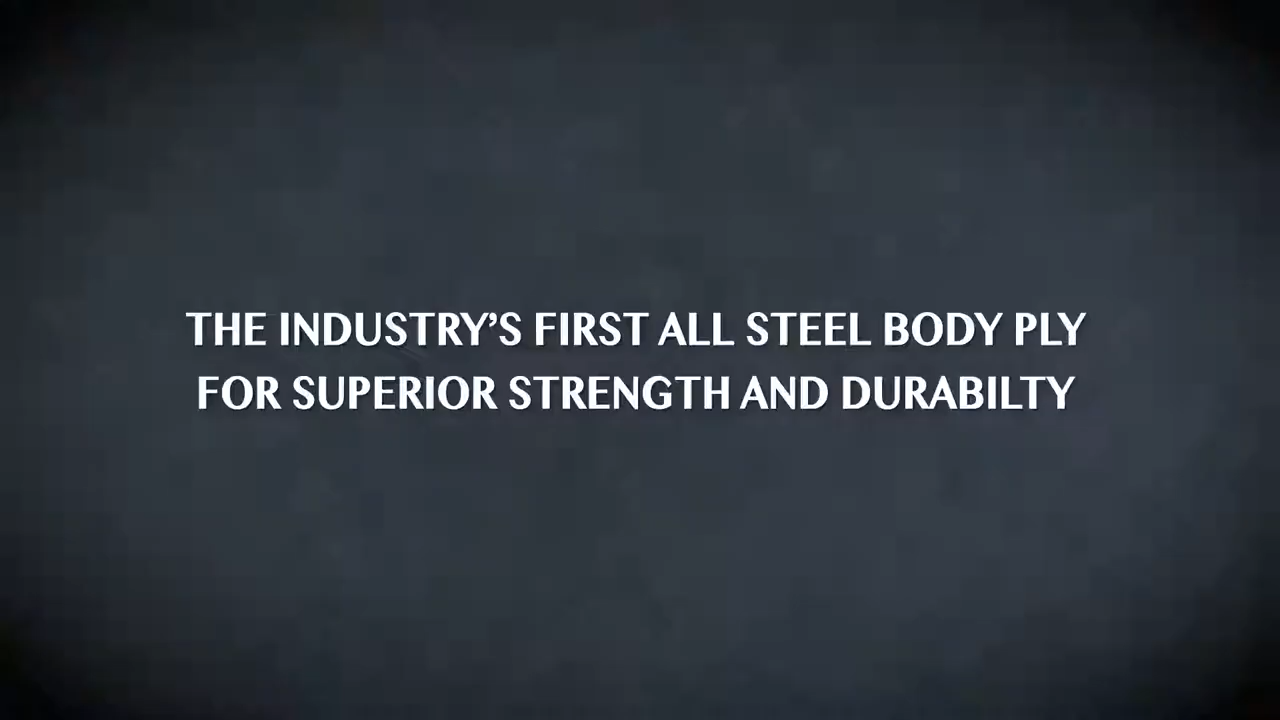 THE INDUSTRY’S FIRST ALL STEEL BODY PLY
FOR SUPERIOR STRENGTH AND DURABILTY